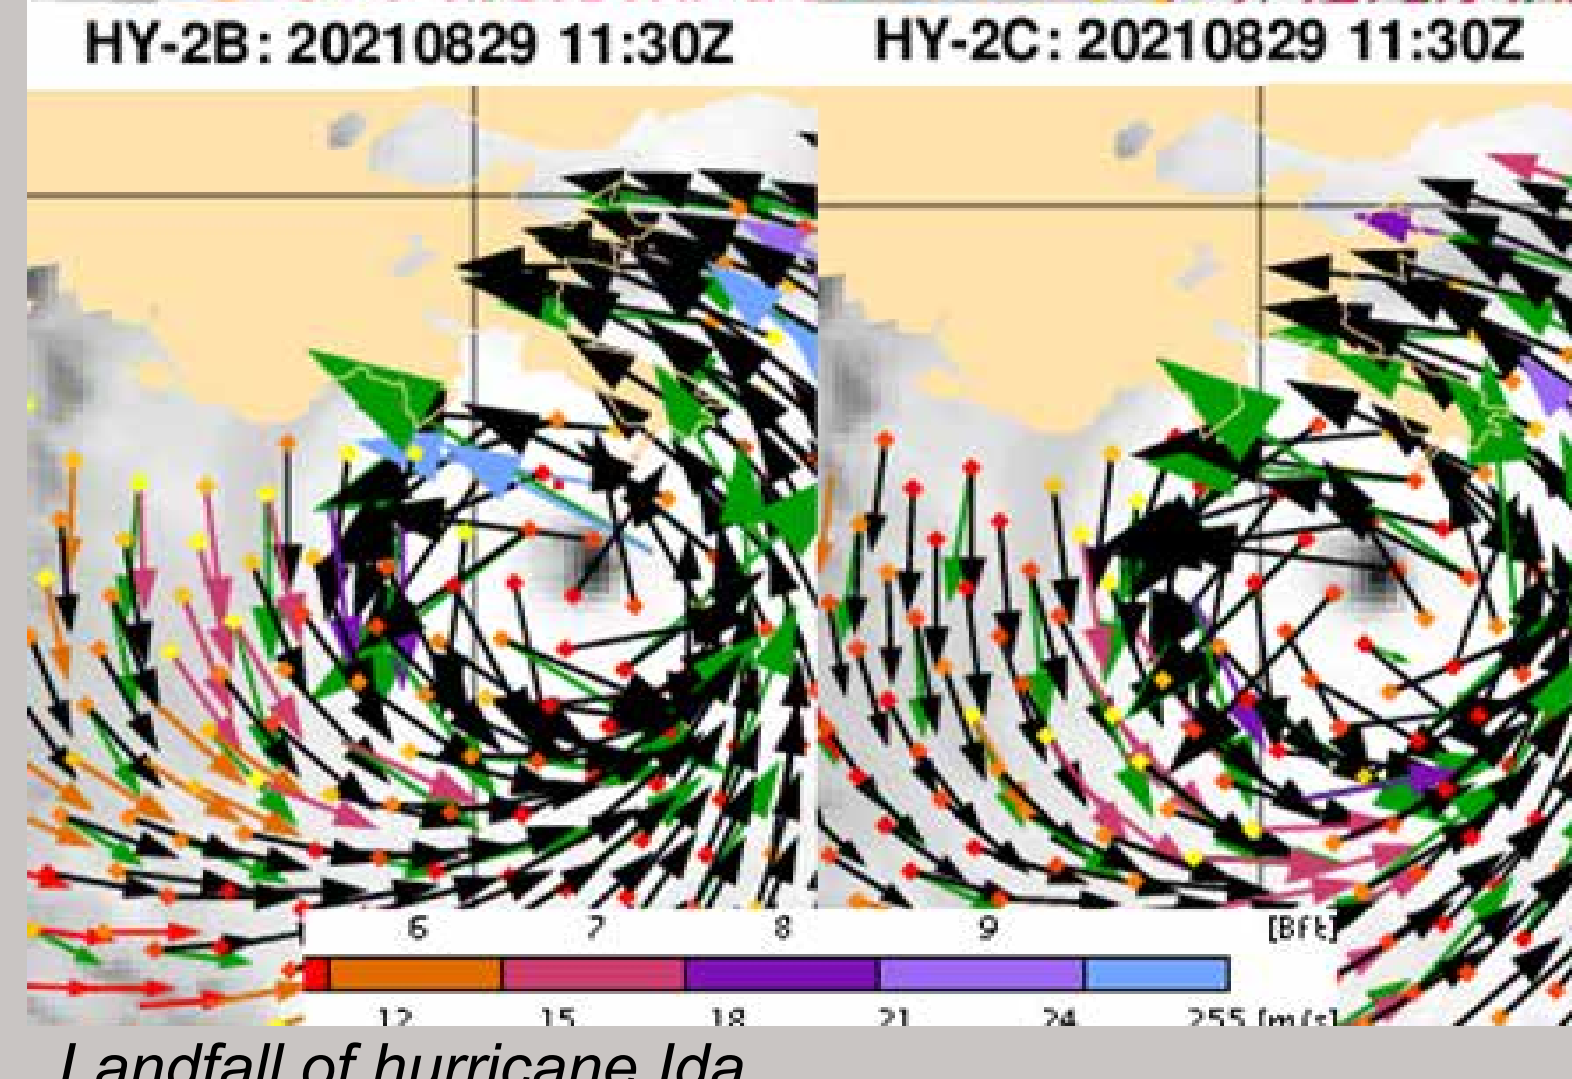 HY-2B: 20210829 11:30Z
HY-2C: 20210829 11:30Z
6 7 8 9 [Bft]
12 15 18 21 24 255 [m/s]
Landfall of hurricane Ida